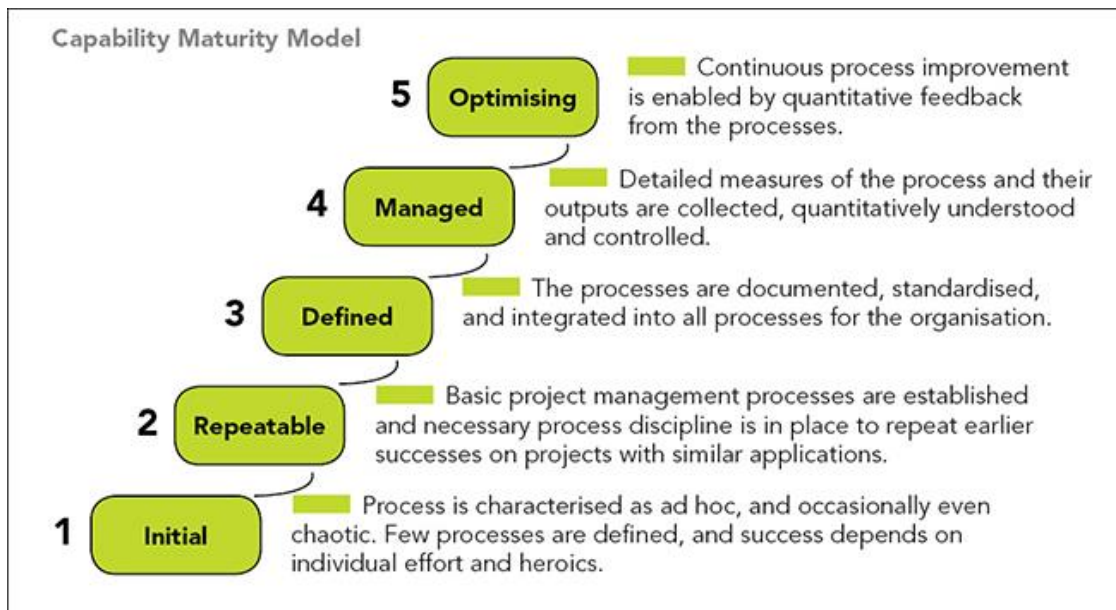 Capability Maturity Model
5
Optimising
Continuous process improvement
is enabled by quantitative feedback
from the processes.
4
Managed
Detailed measures of the process and their
outputs are collected, quantitatively understood
and controlled.
3
Defined
The processes are documented, standardised,
and integrated into all processes for the organisation.
2
Repeatable
Basic project management processes are established
and necessary process discipline is in place to repeat earlier
successes on projects with similar applications.
1
Initial
Process is characterised as ad hoc, and occasionally even
chaotic. Few processes are defined, and success depends on
individual effort and heroics.